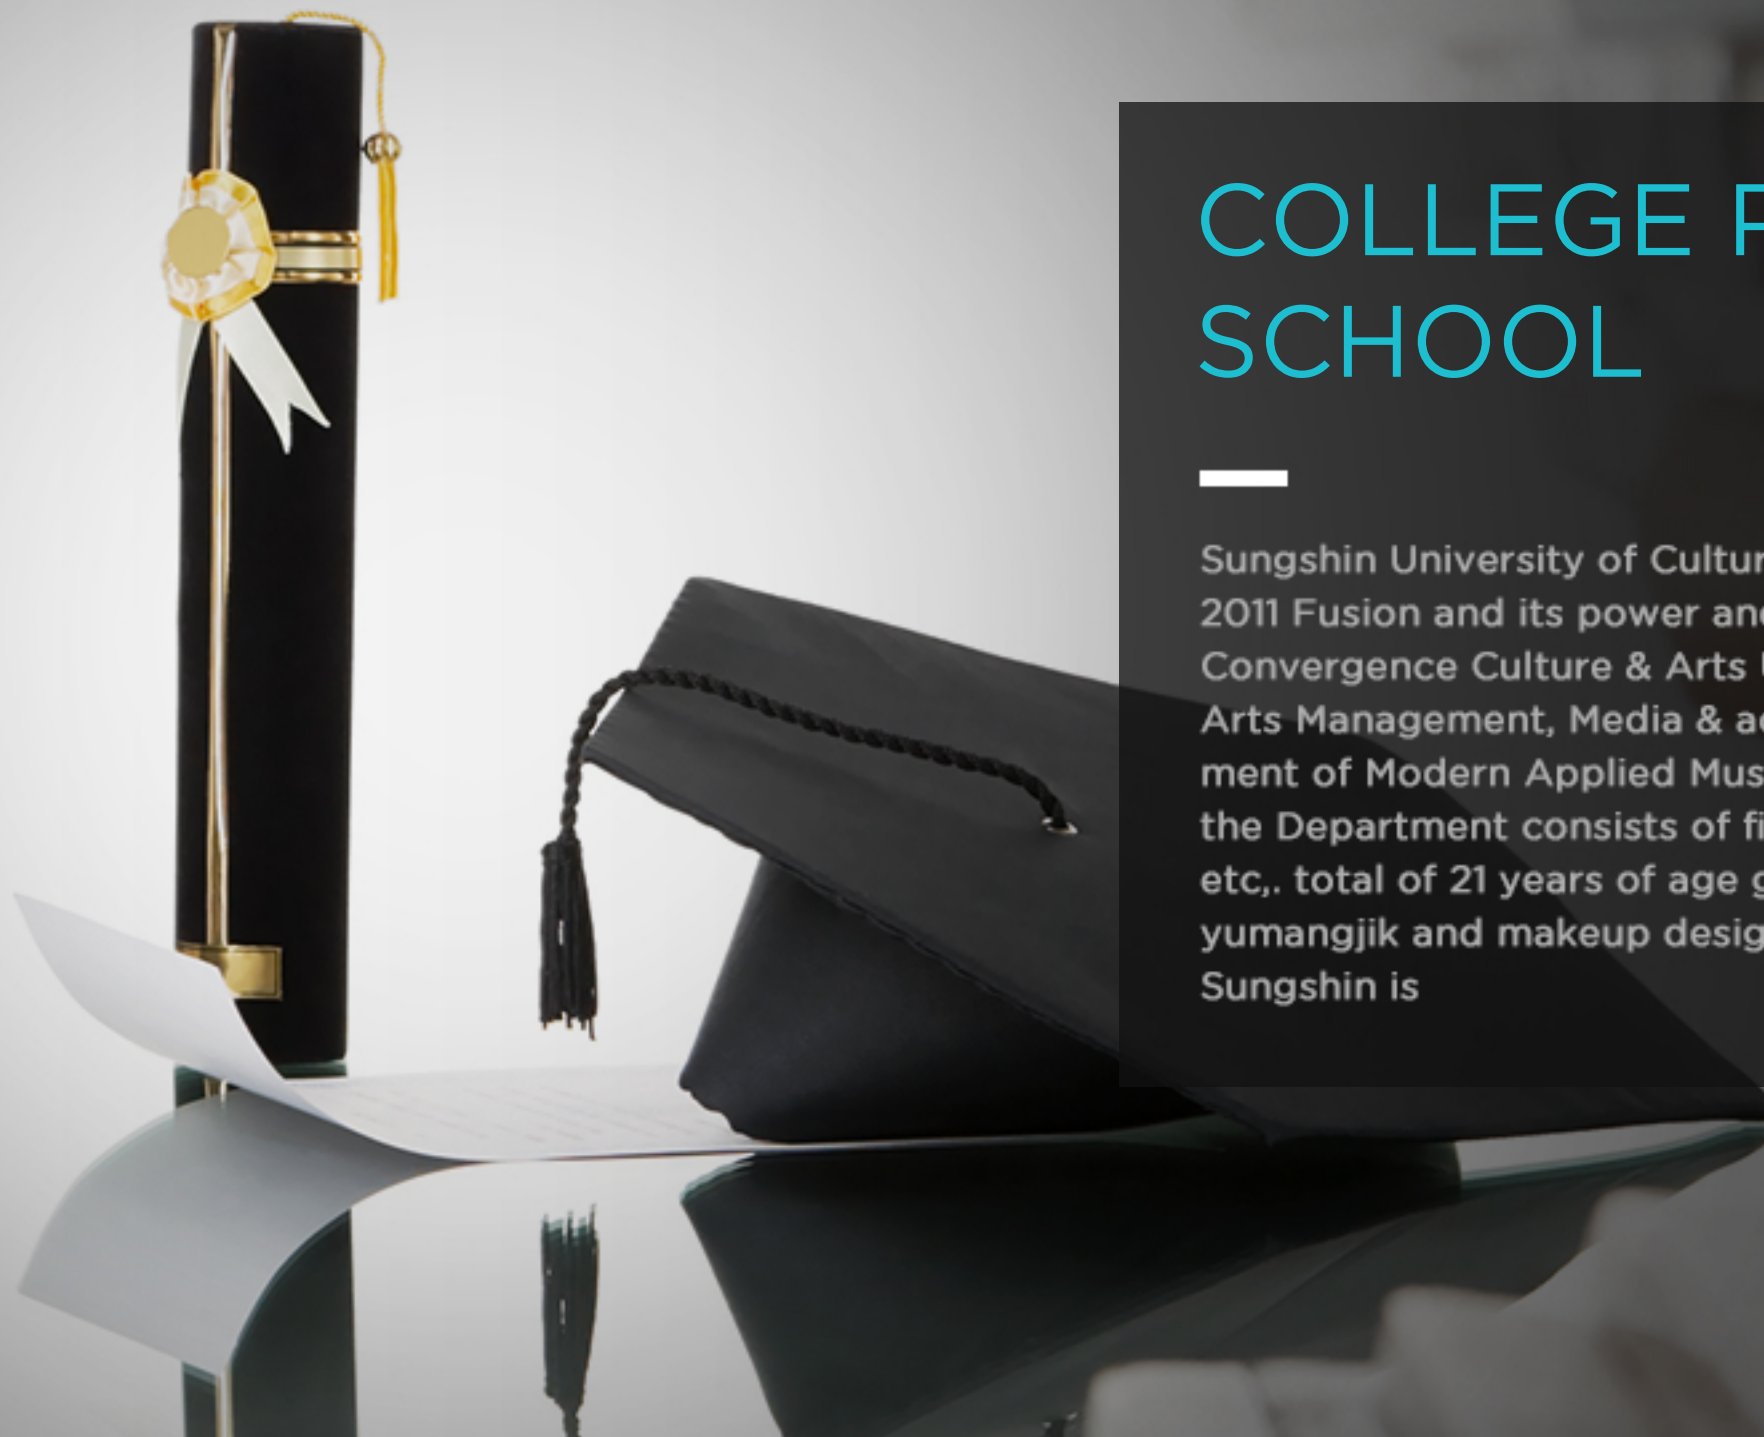 COLLEGE
SCHOOL
Sungshin University of
2011 Fusion and its power
Convergence Culture & Arts
Arts Management, Media &
ment of Modern Applied
the Department consists of
etc,. total of 21 years of age
yumangjik and makeup
Sungshin is